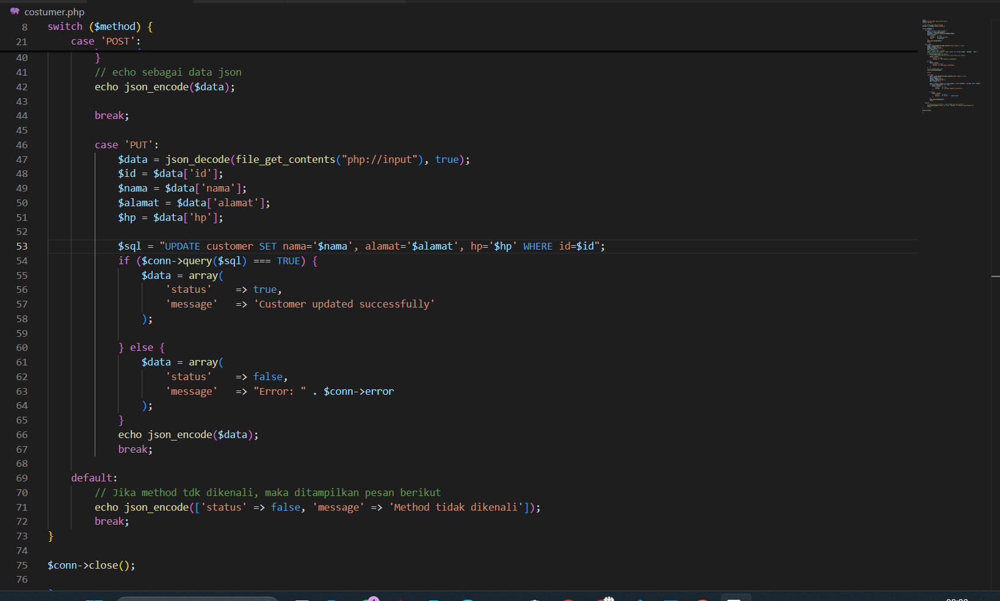 costumer.php
8 switch ($method) {
21 case 'POST':
40 }
41 // echo sebagai data json
42 echo json_encode($data);
43
44 break;
45
46 case 'PUT':
47 $data = json_decode(file_get_contents("php://input"), true);
48 $id = $data['id'];
49 $nama = $data['nama'];
50 $alamat = $data['alamat'];
51 $hp = $data['hp'];
52
53 $sql = "UPDATE customer SET nama='$nama', alamat='$alamat', hp='$hp' WHERE id=$id";
54 if ($conn->query($sql) === TRUE) {
55 $data = array(
56 'status' => true,
57 'message' => 'Customer updated successfully'
58 );
59
60 } else {
61 $data = array(
62 'status' => false,
63 'message' => "Error: " . $conn->error
64 );
65 }
66 echo json_encode($data);
67 break;
68
69 default:
70 // Jika method tdk dikenali, maka ditampilkan pesan berikut
71 echo json_encode(['status' => false, 'message' => 'Method tidak dikenali']);
72 break;
73 }
74
75 $conn->close();
76